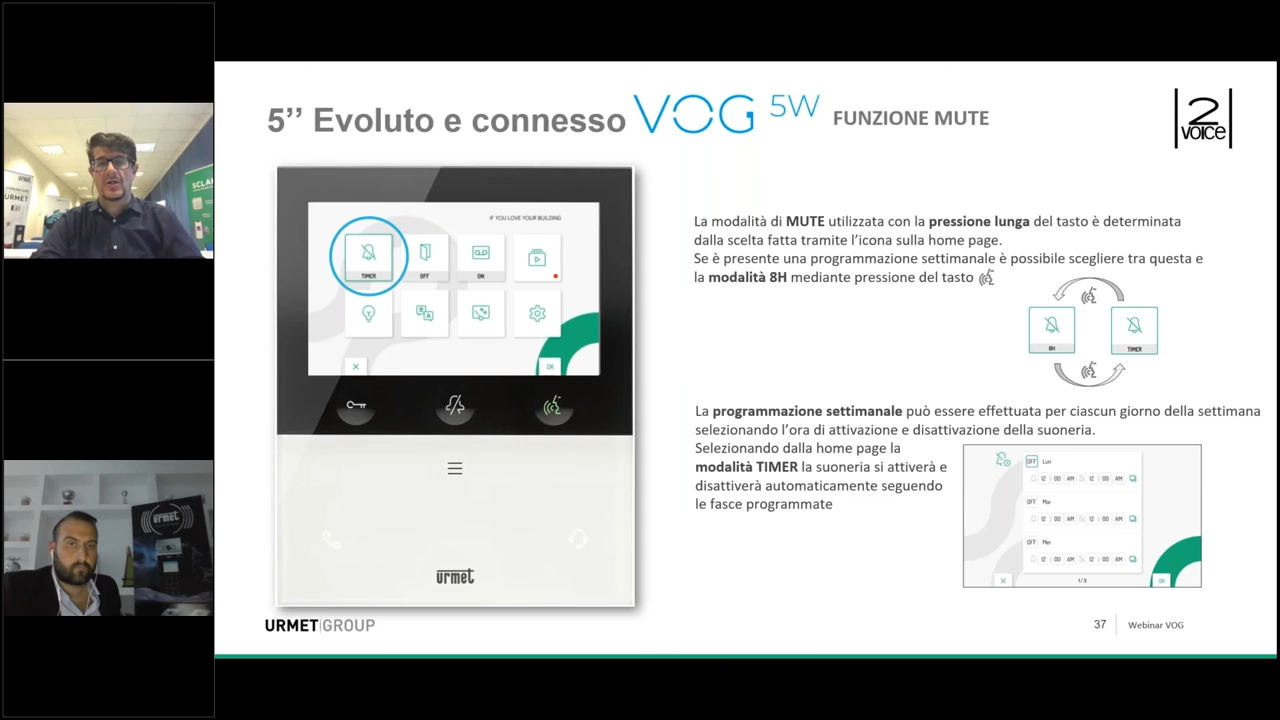 5’’ Evoluto e connesso VOG 5W FUNZIONE MUTE
2
VOICE
IF YOU LOVE YOUR BUILDING
TIMER
OFF
ON
OK
urmet
La modalità di MUTE utilizzata con la pressione lunga del tasto è determinata
dalla scelta fatta tramite l’icona sulla home page.
Se è presente una programmazione settimanale è possibile scegliere tra questa e
la modalità 8H mediante pressione del tasto
8H
TIMER
La programmazione settimanale può essere effettuata per ciascun giorno della settimana
selezionando l’ora di attivazione e disattivazione della suoneria.
Selezionando dalla home page la
modalità TIMER la suoneria si attiverà e
disattiverà automaticamente seguendo
le fasce programmate
OFF Lun
12 : 00 AM 12 : 00 AM
OFF Mar
12 : 00 AM 12 : 00 AM
OFF Mer
12 : 00 AM 12 : 00 AM
1/3
OK
URMET GROUP
37
Webinar VOG
urmet
URMET
SCLA
urmet